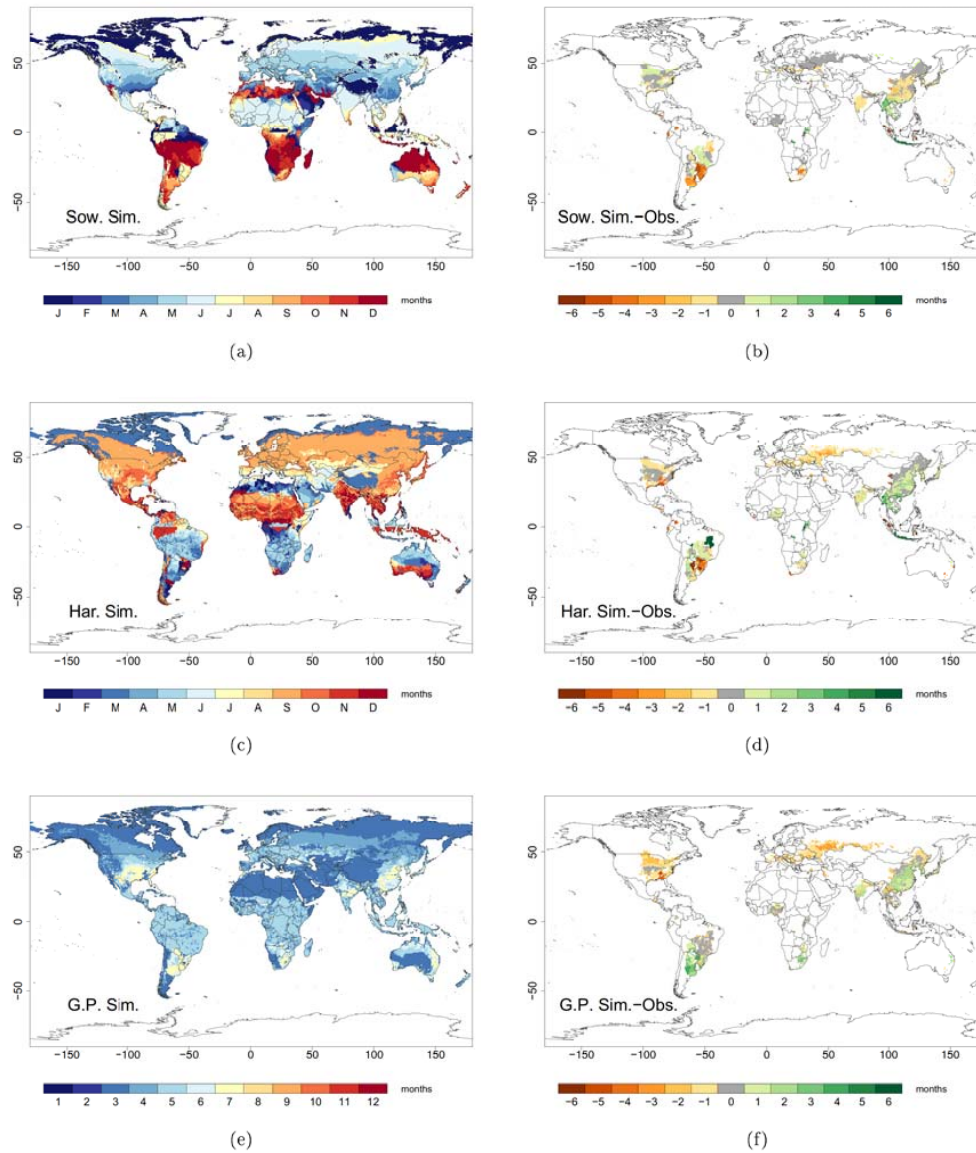 50
0
−50
Sow. Sim.
−150 −100 −50 0 50 100 150
months
J F M A M J J A S O N D
(a)
50
0
−50
Sow. Sim.−Obs.
−150 −100 −50 0 50 100 150
months
−6 −5 −4 −3 −2 −1 0 1 2 3 4 5 6
(b)
50
0
−50
Har. Sim.
−150 −100 −50 0 50 100 150
months
J F M A M J J A S O N D
(c)
50
0
−50
Har. Sim.−Obs.
−150 −100 −50 0 50 100 150
months
−6 −5 −4 −3 −2 −1 0 1 2 3 4 5 6
(d)
50
0
−50
G.P. Sim.
−150 −100 −50 0 50 100 150
months
1 2 3 4 5 6 7 8 9 10 11 12
(e)
50
0
−50
G.P. Sim.−Obs.
−150 −100 −50 0 50 100 150
months
−6 −5 −4 −3 −2 −1 0 1 2 3 4 5 6
(f)